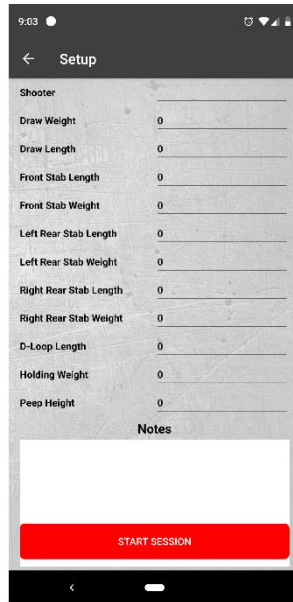 9:03
Setup
Shooter
Draw Weight 0
Draw Length 0
Front Stab Length 0
Front Stab Weight 0
Left Rear Stab Length 0
Left Rear Stab Weight 0
Right Rear Stab Length 0
Right Rear Stab Weight 0
D-Loop Length 0
Holding Weight 0
Peep Height 0
Notes
START SESSION